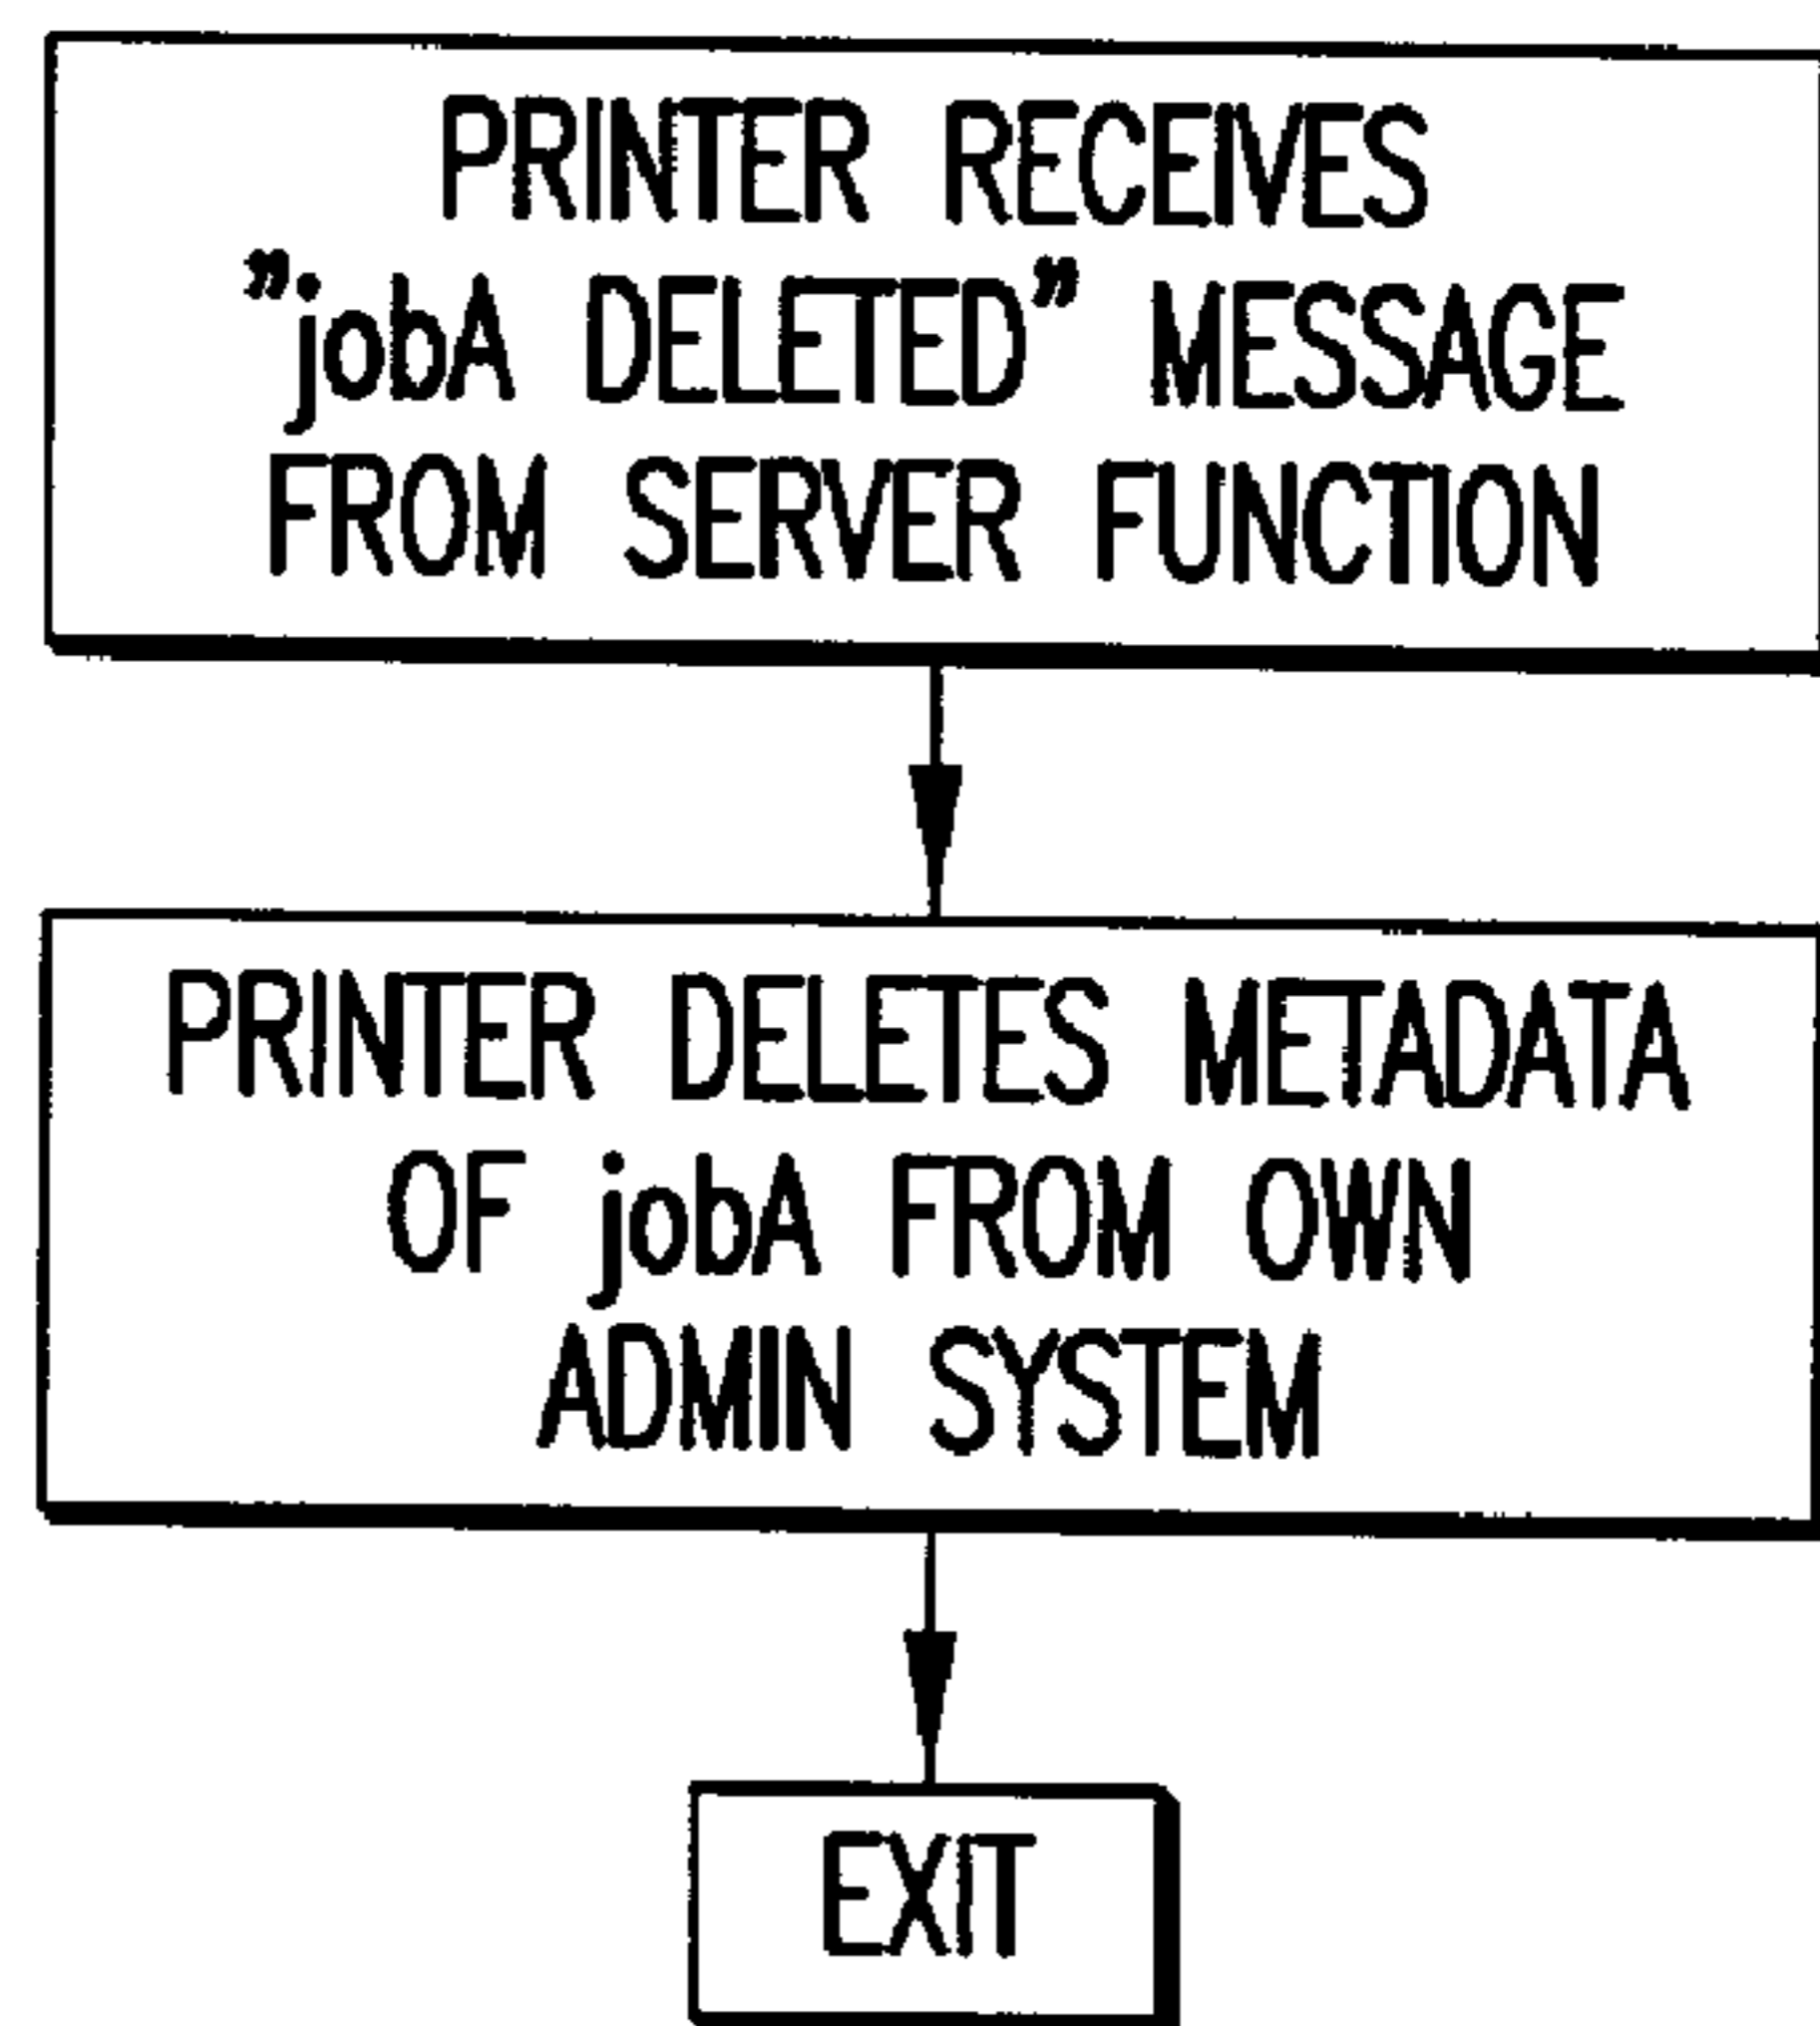 PRINTER RECEIVES
"jobA DELETED" MESSAGE
FROM SERVER FUNCTION
PRINTER DELETES METADATA
OF jobA FROM OWN
ADMIN SYSTEM
EXIT